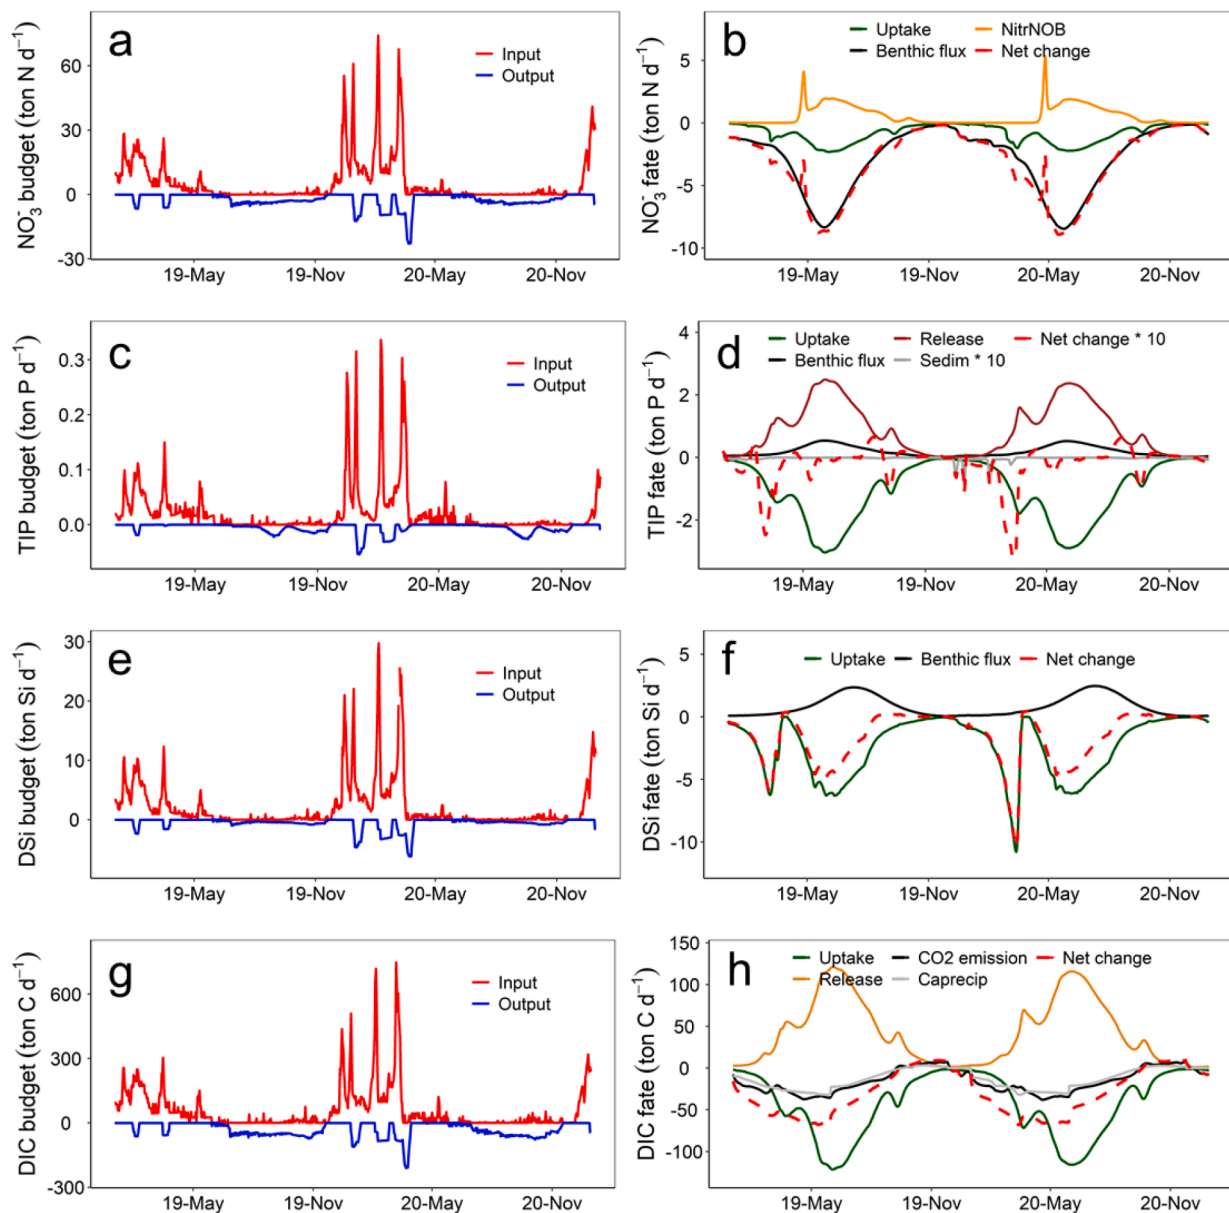 a
NO₃⁻ budget (ton N d⁻¹)
60
30
0
-30
Input
Output
19-May 19-Nov 20-May 20-Nov
b
NO₃⁻ fate (ton N d⁻¹)
Uptake NitrNOB
Benthic flux Net change
5
0
-5
-10
19-May 19-Nov 20-May 20-Nov
c
TIP budget (ton P d⁻¹)
0.3
0.2
0.1
0.0
Input
Output
19-May 19-Nov 20-May 20-Nov
d
TIP fate (ton P d⁻¹)
Uptake Release Net change * 10
Benthic flux Sedim * 10
4
2
0
-2
19-May 19-Nov 20-May 20-Nov
e
DSi budget (ton Si d⁻¹)
30
20
10
0
Input
Output
19-May 19-Nov 20-May 20-Nov
f
DSi fate (ton Si d⁻¹)
Uptake Benthic flux Net change
5
0
-5
-10
19-May 19-Nov 20-May 20-Nov
g
DIC budget (ton C d⁻¹)
600
300
0
-300
Input
Output
19-May 19-Nov 20-May 20-Nov
h
DIC fate (ton C d⁻¹)
Uptake CO2 emission Net change
Release Caprecip
150
100
50
0
-50
-100
19-May 19-Nov 20-May 20-Nov